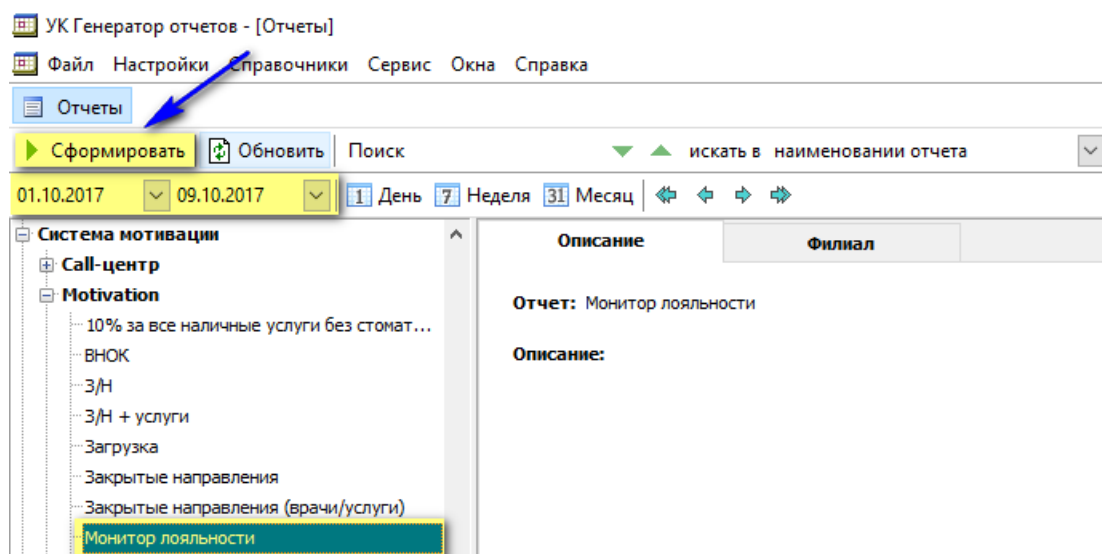 УК Генератор отчетов - [Отчеты]
Файл Настройки Справочники Сервис Окна Справка
Отчеты
Сформировать Обновить Поиск искать в наименовании отчета
01.10.2017 09.10.2017 1 День 7 Неделя 31 Месяц
Система мотивации
Call-центр
Motivation
10% за все наличные услуги без стомат...
ВНОК
З/Н
З/Н + услуги
Загрузка
Закрытые направления
Закрытые направления (врачи/услуги)
Монитор лояльности
Описание Филиал
Отчет: Монитор лояльности
Описание: